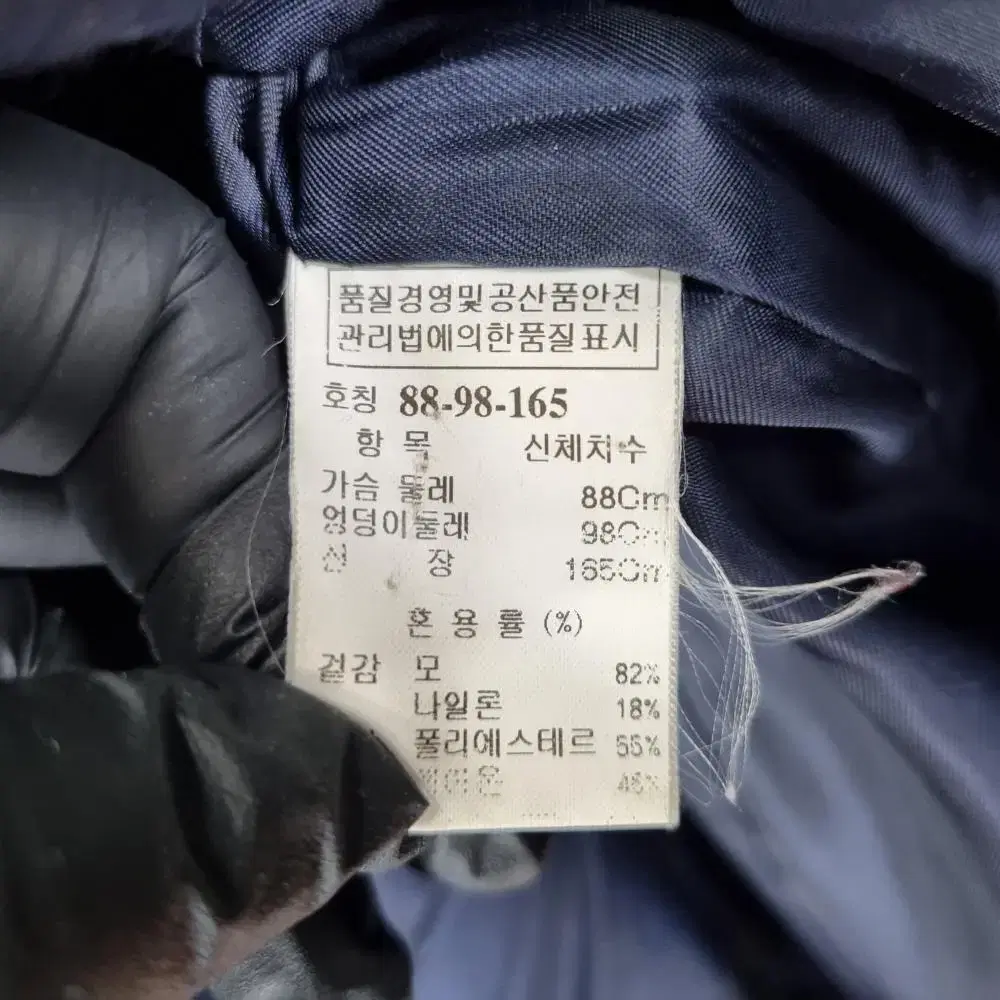 품질경영및공산품안전
관리법에의한품질표시
호칭 88-98-165
항 목 신체치수
가슴 둘레 88Cm
엉덩이둘레 98Cm
신 장 165Cm
혼 용 률 (%)
겉감 모 82%
나일론 18%
폴리에스테르 55%